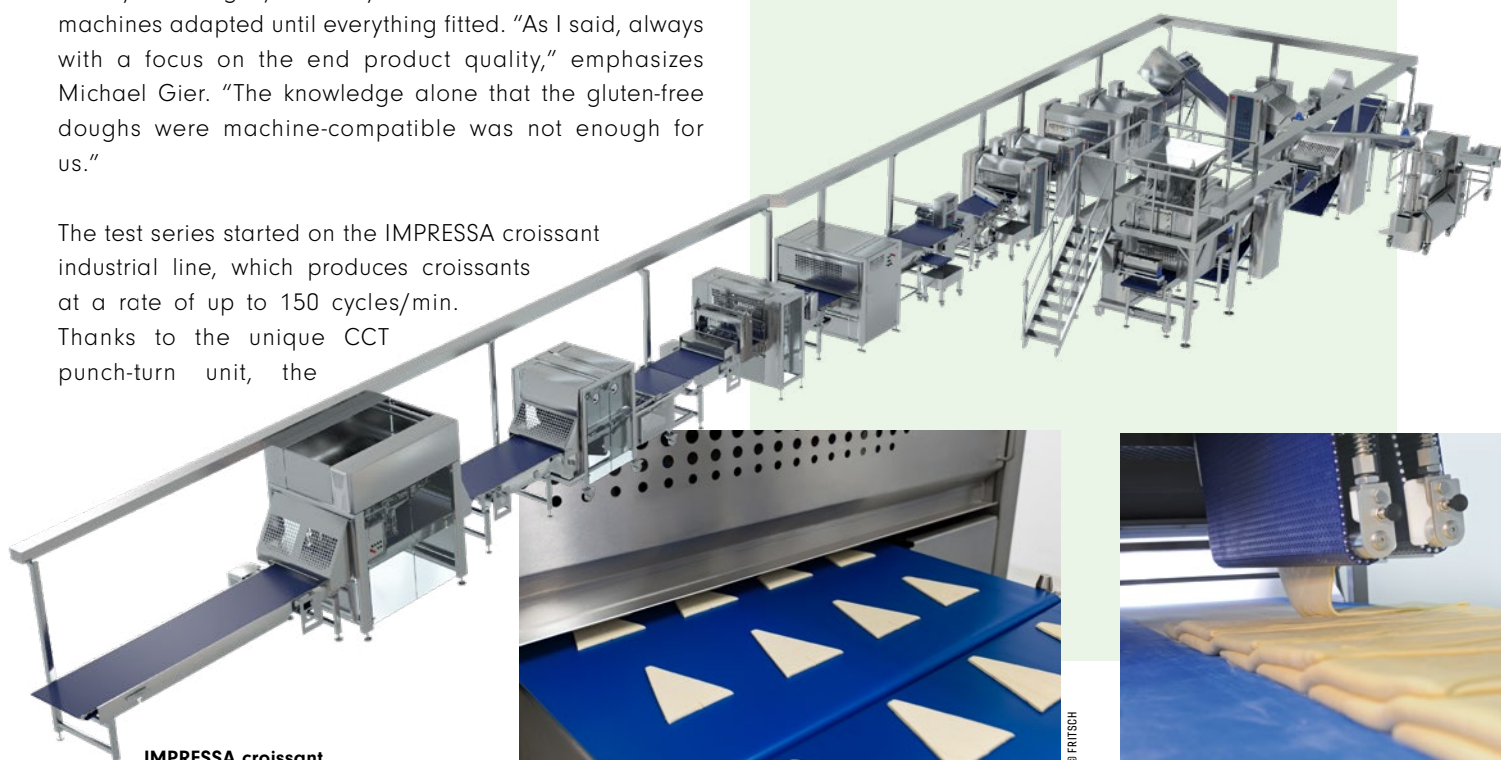 machines adapted until everything fitted. “As I said, always
with a focus on the end product quality,” emphasizes
Michael Gier. “The knowledge alone that the gluten-free
doughs were machine-compatible was not enough for
us.”
The test series started on the IMPRESSA croissant
industrial line, which produces croissants
at a rate of up to 150 cycles/min.
Thanks to the unique CCT
punch-turn unit, the
IMPRESSA croissant
FRITSCH